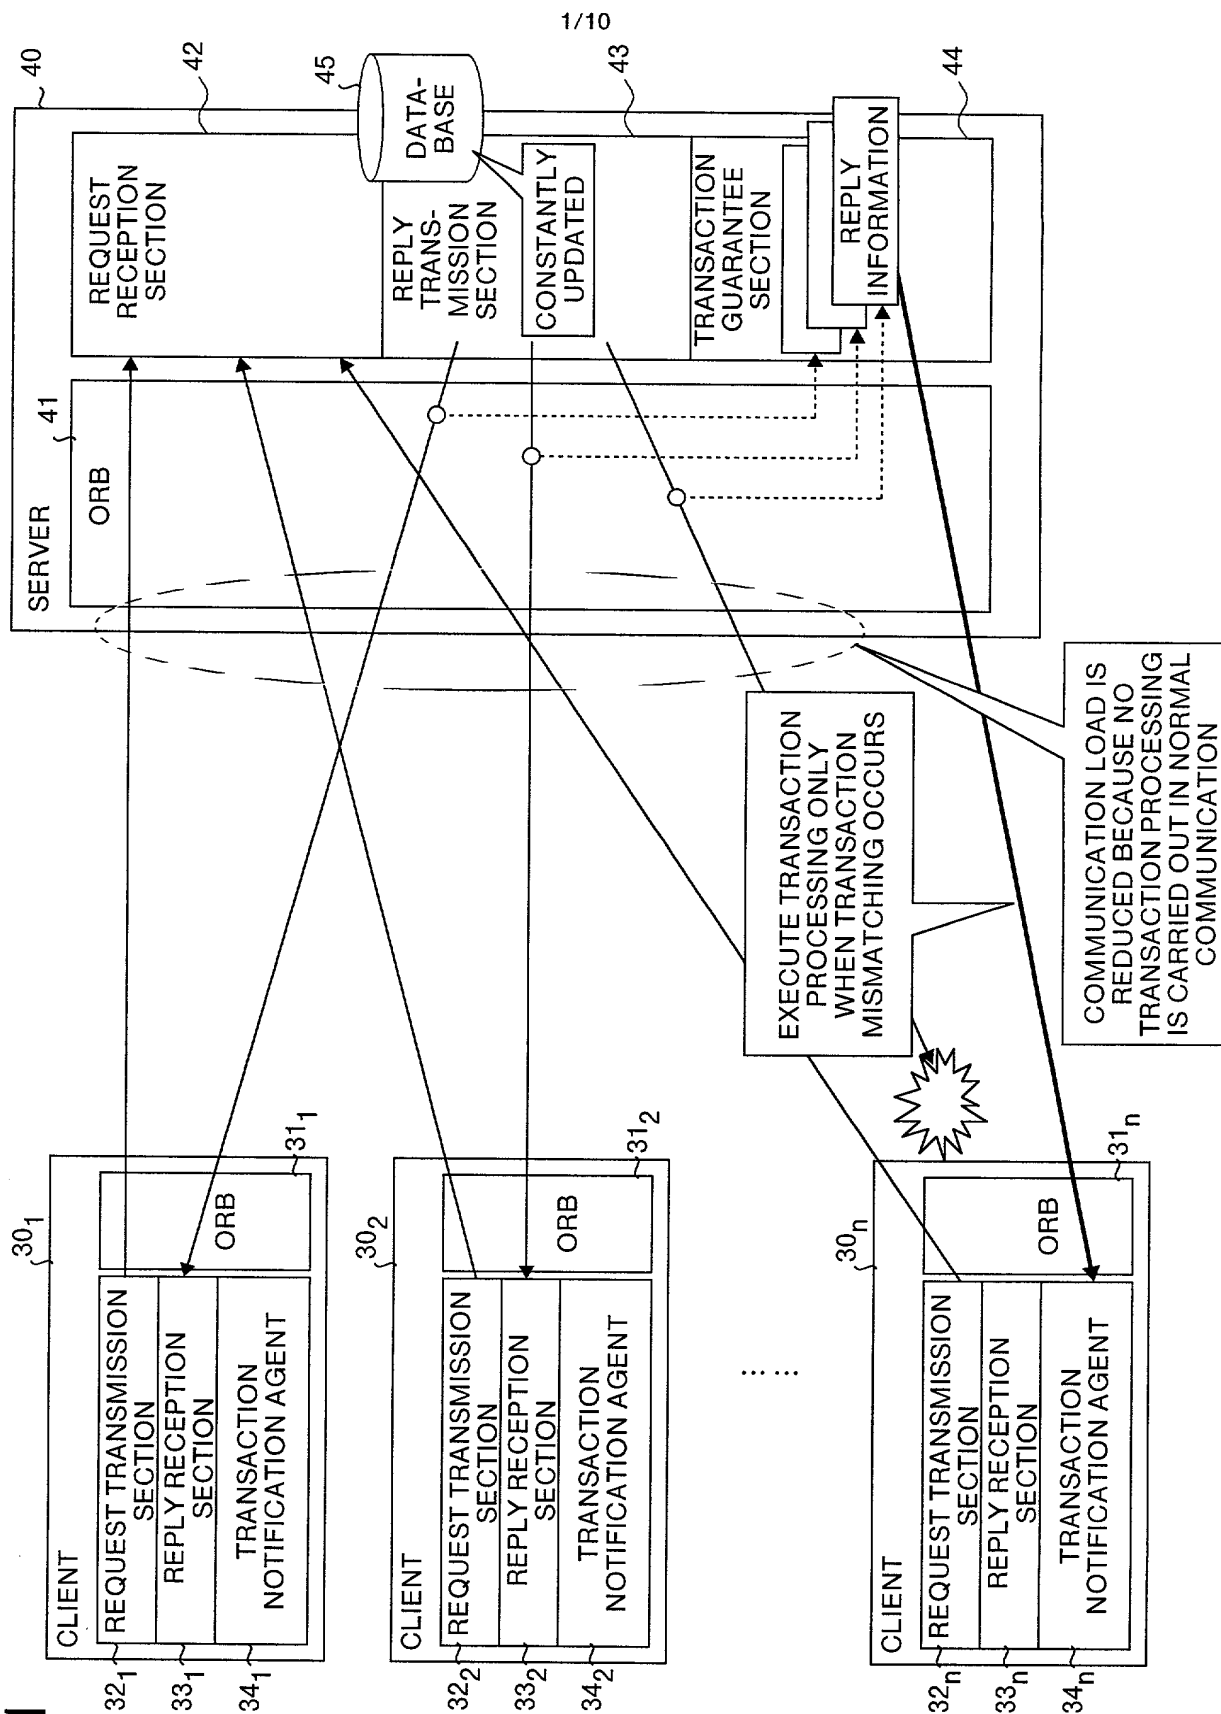 1/10
SERVER
40
41
ORB
42
REQUEST
RECEPTION
SECTION
45
DATA-
BASE
REPLY
TRANS-
MISSION
SECTION
CONSTANTLY
UPDATED
43
TRANSACTION
GUARANTEE
SECTION
REPLY
INFORMATION
44
EXECUTE TRANSACTION
PROCESSING ONLY
WHEN TRANSACTION
MISMATCHING OCCURS
COMMUNICATION LOAD IS
REDUCED BECAUSE NO
TRANSACTION PROCESSING
IS CARRIED OUT IN NORMAL
COMMUNICATION
30₁
CLIENT
31₁
ORB
32₁
REQUEST TRANSMISSION
SECTION
33₁
REPLY RECEPTION
SECTION
34₁
TRANSACTION
NOTIFICATION AGENT
30₂
CLIENT
31₂
ORB
32₂
REQUEST TRANSMISSION
SECTION
33₂
REPLY RECEPTION
SECTION
34₂
TRANSACTION
NOTIFICATION AGENT
......
30ₙ
CLIENT
31ₙ
ORB
32ₙ
REQUEST TRANSMISSION
SECTION
33ₙ
REPLY RECEPTION
SECTION
34ₙ
TRANSACTION
NOTIFICATION AGENT